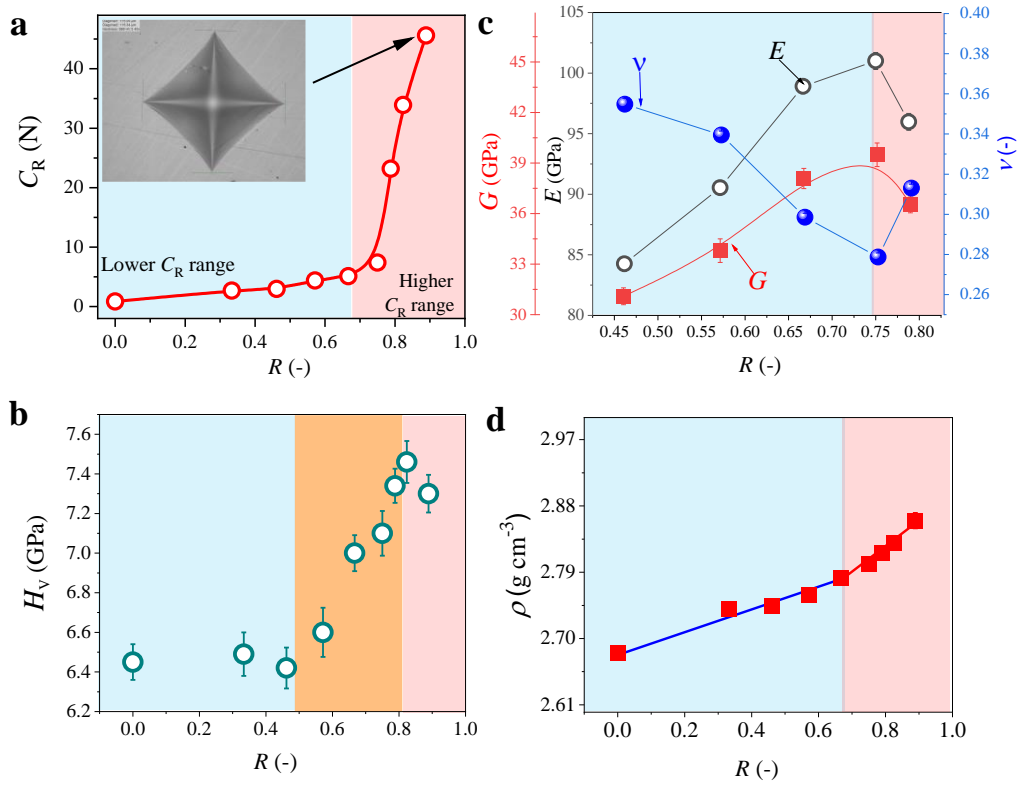 a
40
30
20
10
0
C_R (N)
Lower C_R range
Higher
C_R range
0.0 0.2 0.4 0.6 0.8 1.0
R (-)
b
7.6
7.4
7.2
7.0
6.8
6.6
6.4
6.2
H_V (GPa)
0.0 0.2 0.4 0.6 0.8 1.0
R (-)
c
45
42
39
36
33
30
G (GPa)
105
100
95
90
85
80
E (GPa)
ν
E
G
0.40
0.38
0.36
0.34
0.32
0.30
0.28
0.26
ν (-)
0.45 0.50 0.55 0.60 0.65 0.70 0.75 0.80
R (-)
d
2.97
2.88
2.79
2.70
2.61
ρ (g cm⁻³)
0.0 0.2 0.4 0.6 0.8 1.0
R (-)